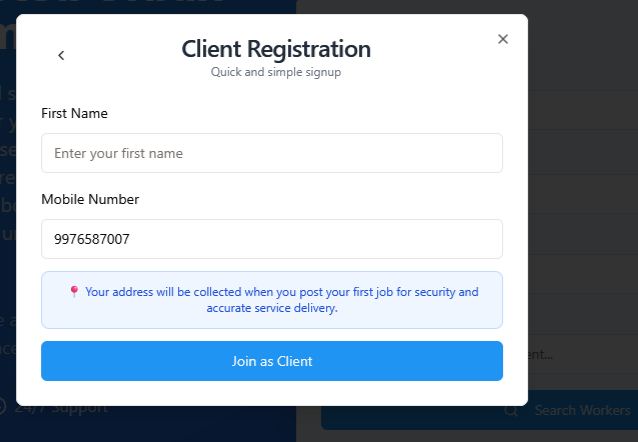 Client Registration
Quick and simple signup
First Name
Enter your first name
Mobile Number
9976587007
📍 Your address will be collected when you post your first job for security and
accurate service delivery.
Join as Client
24/7 Support
Search Workers